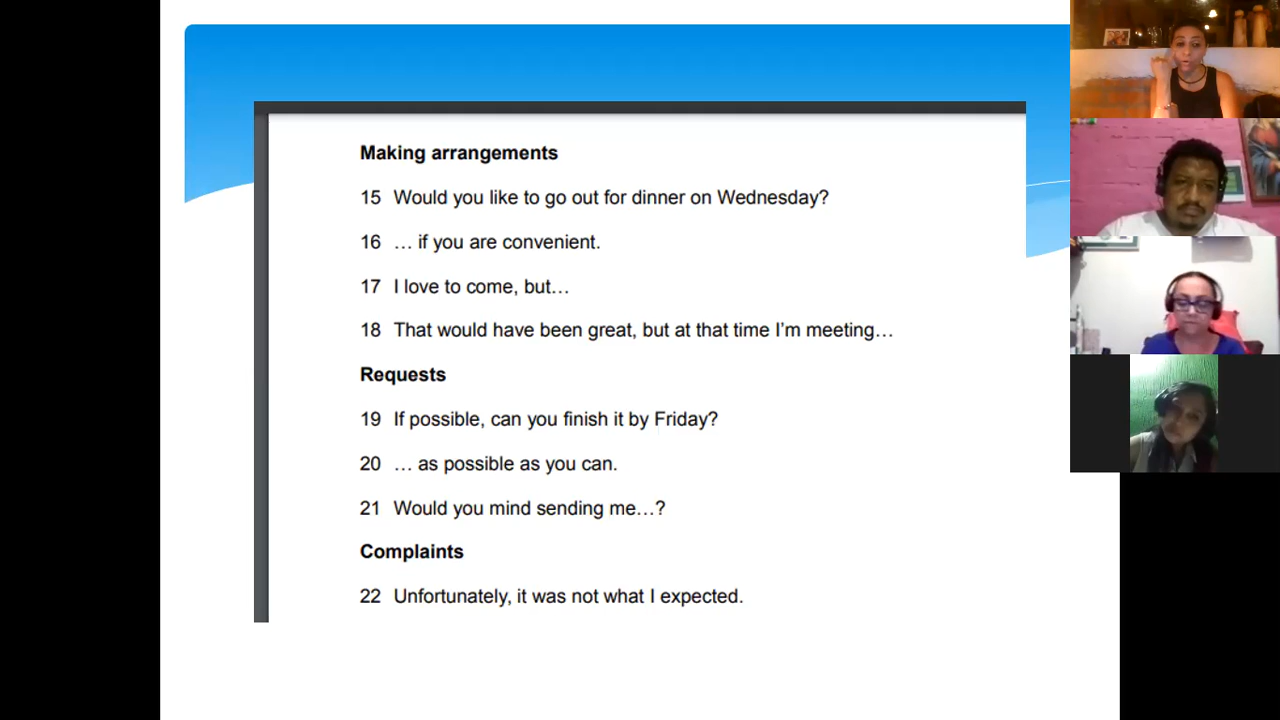 Making arrangements
15 Would you like to go out for dinner on Wednesday?
16 … if you are convenient.
17 I love to come, but…
18 That would have been great, but at that time I’m meeting…
Requests
19 If possible, can you finish it by Friday?
20 … as possible as you can.
21 Would you mind sending me…?
Complaints
22 Unfortunately, it was not what I expected.